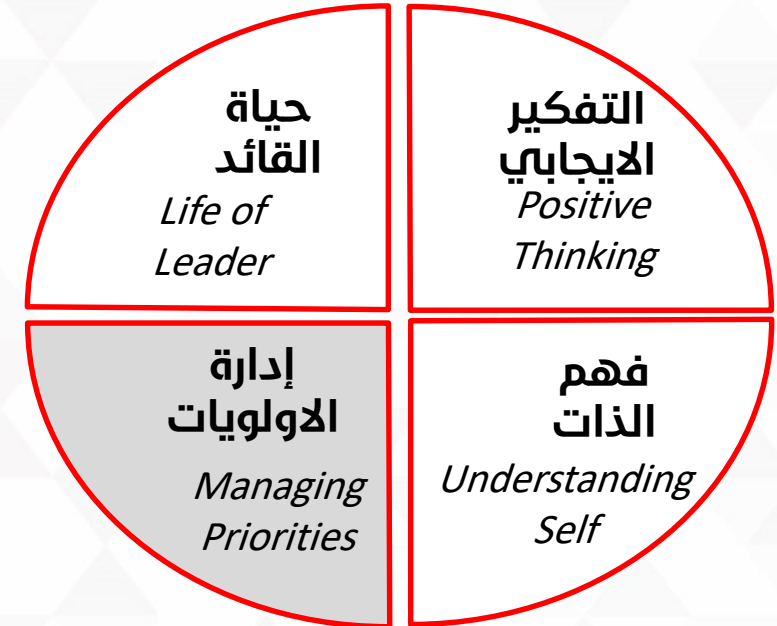 حياة
القائد
Life of
Leader
التفكير
الايجابي
Positive
Thinking
إدارة
الاولويات
Managing
Priorities
فهم
الذات
Understanding
Self